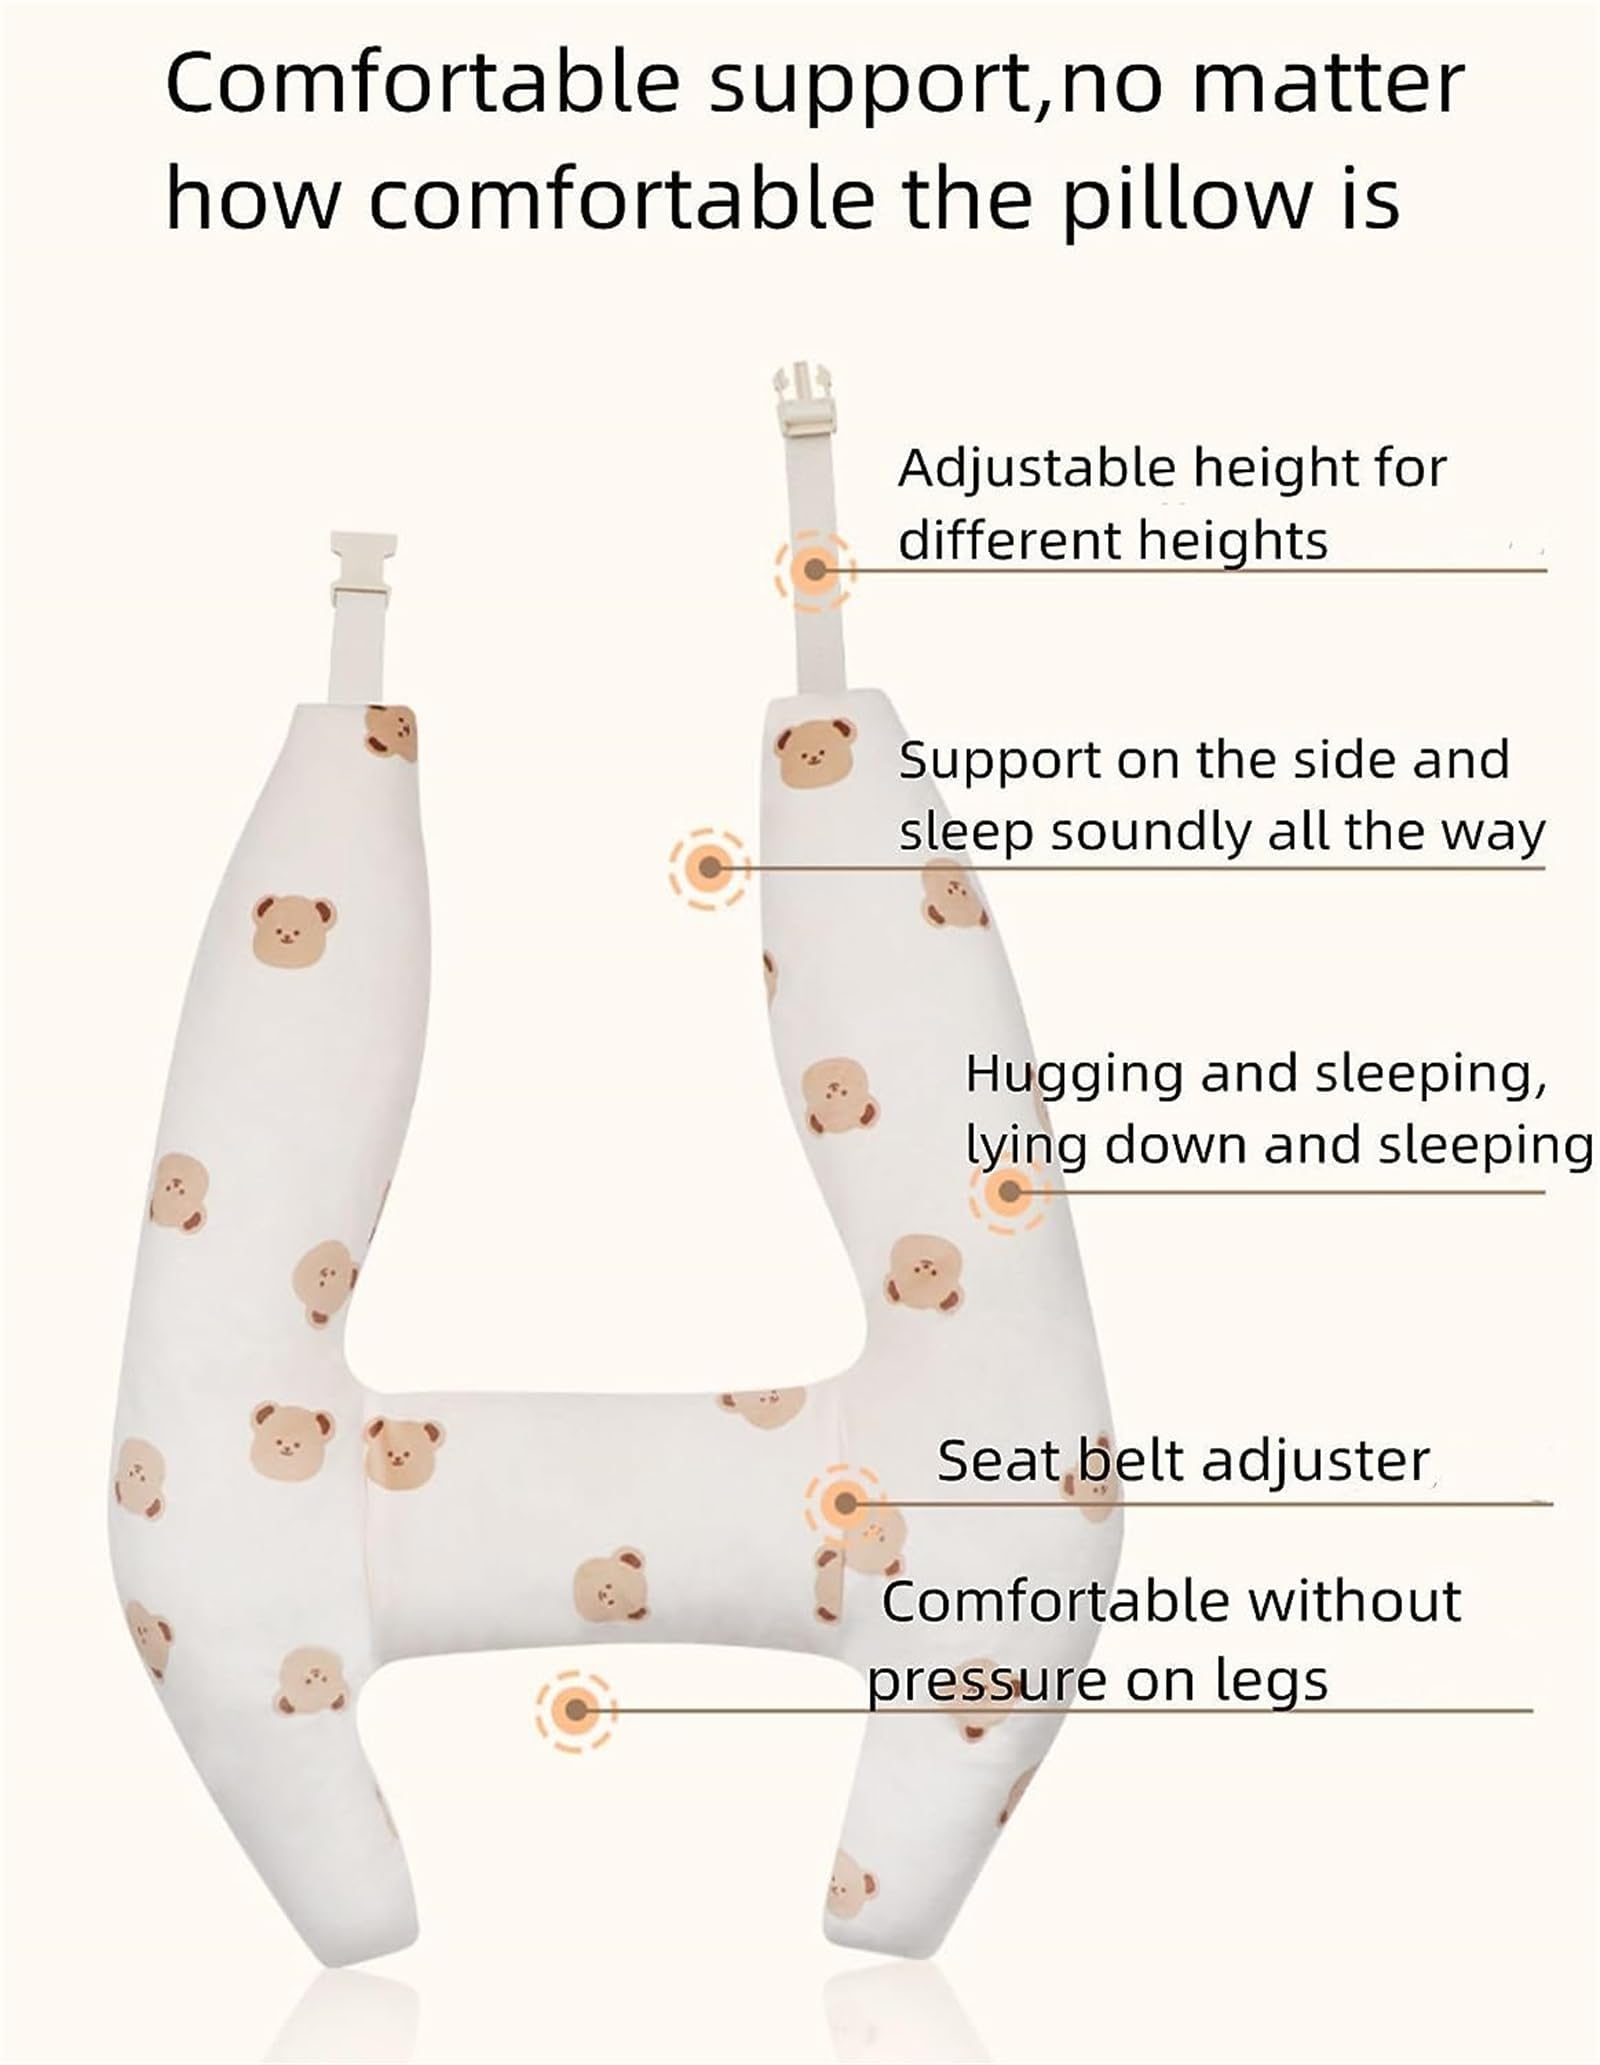 Comfortable support,no matter
how comfortable the pillow is
Adjustable height for
different heights
Support on the side and
sleep soundly all the way
Hugging and sleeping,
lying down and sleeping
Seat belt adjuster
Comfortable without
pressure on legs